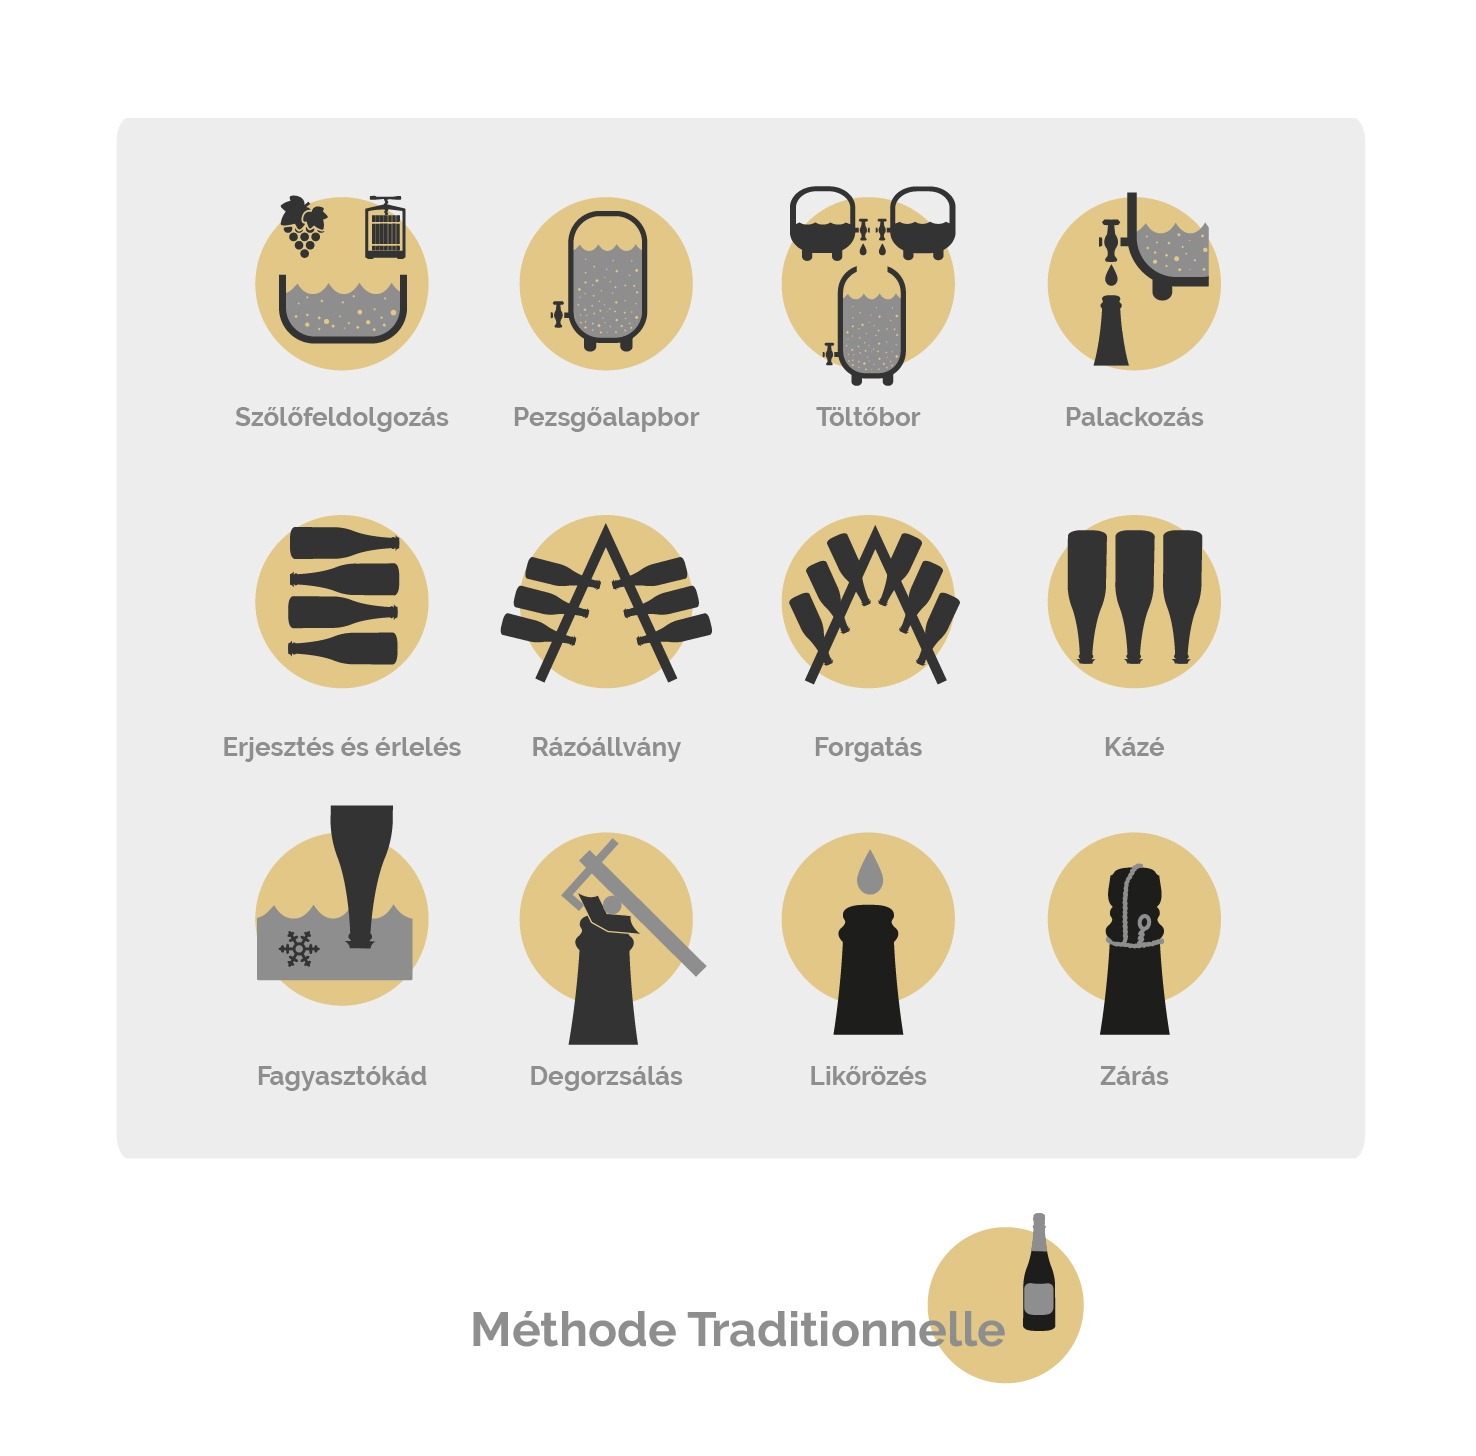 Szőlőfeldolgozás
Pezsgőalapbor
Töltőbor
Palackozás
Erjesztés és érlelés
Rázóállvány
Forgatás
Kázé
Fagyasztókád
Degorzsálás
Likőrözés
Zárás
Méthode Traditionnelle